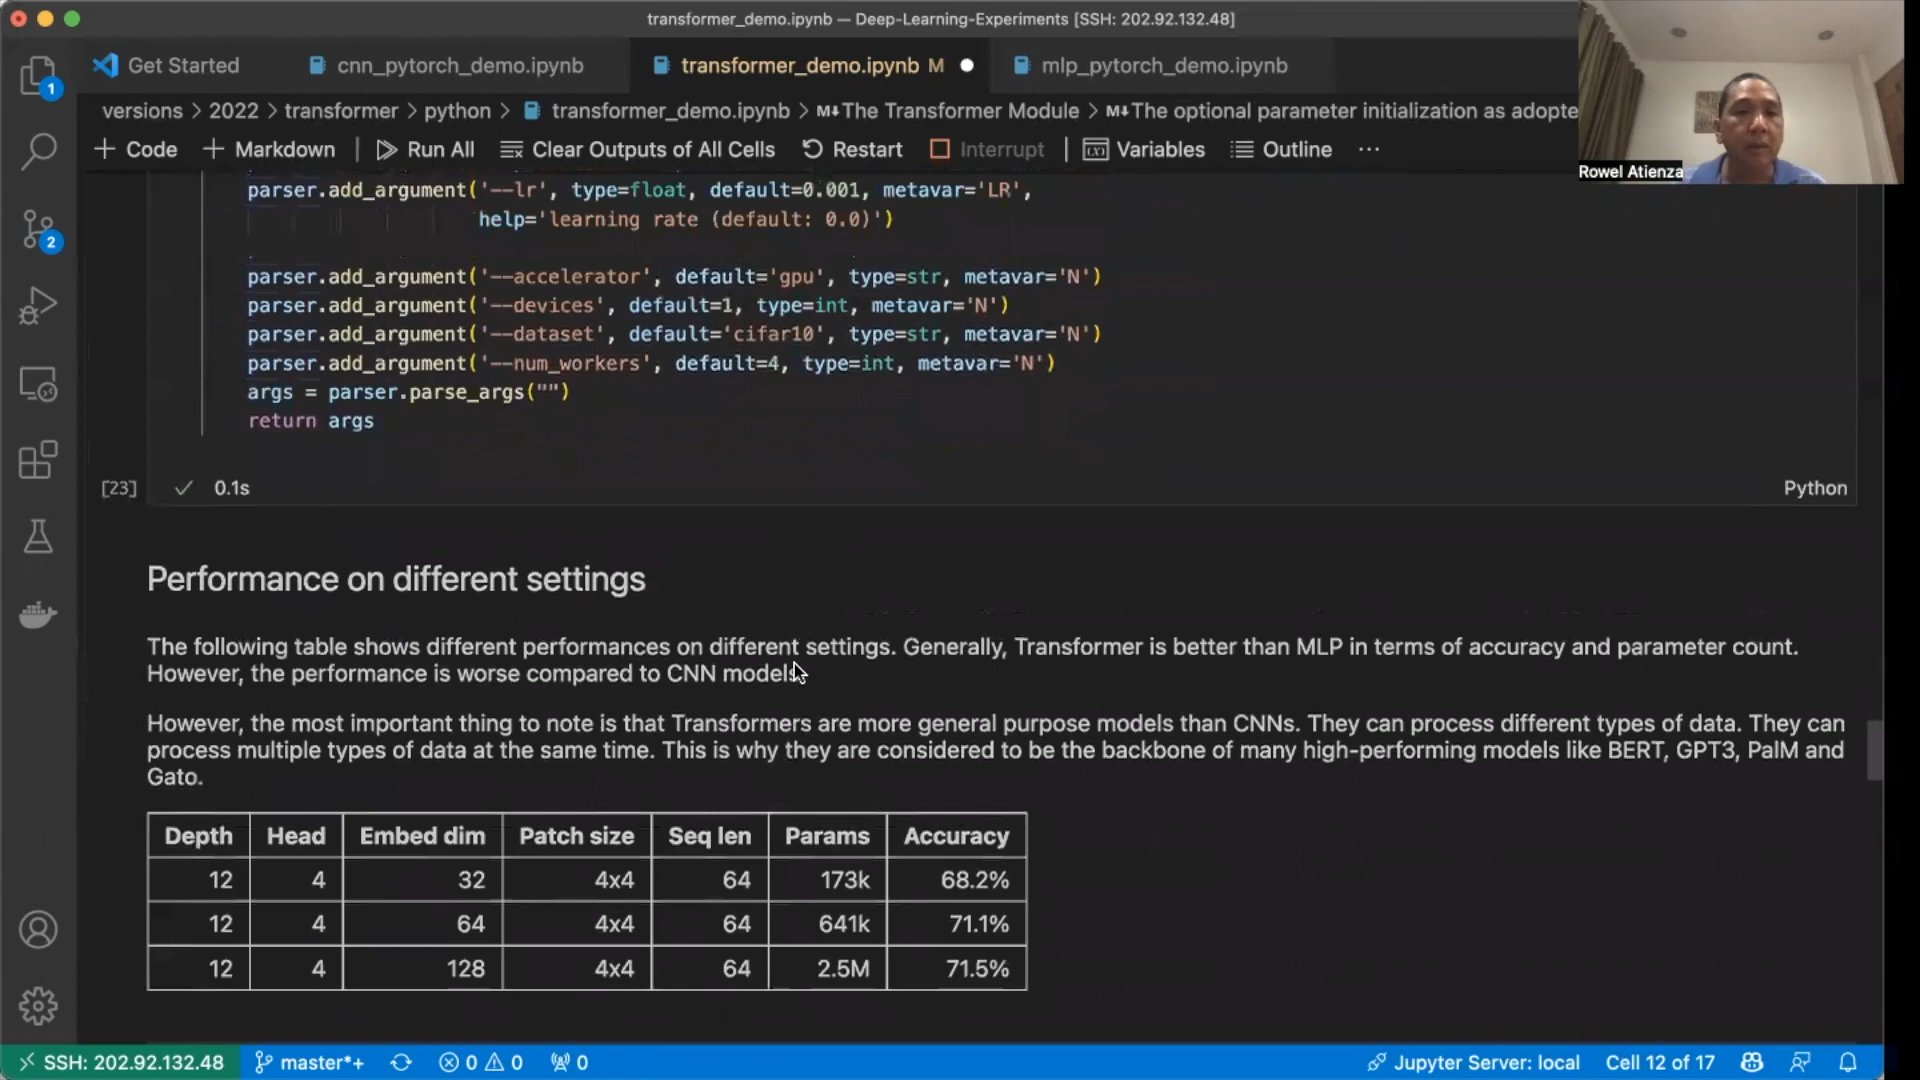 transformer_demo.ipynb — Deep-Learning-Experiments [SSH: 202.92.132.48]
Get Started
cnn_pytorch_demo.ipynb
transformer_demo.ipynb M
mlp_pytorch_demo.ipynb
1
versions > 2022 > transformer > python > transformer_demo.ipynb > M↓The Transformer Module > M↓The optional parameter initialization as adopte
+ Code + Markdown | Run All Clear Outputs of All Cells Restart Interrupt | Variables Outline ...
Rowel Atienza
parser.add_argument('--lr', type=float, default=0.001, metavar='LR',
help='learning rate (default: 0.0)')
2
parser.add_argument('--accelerator', default='gpu', type=str, metavar='N')
parser.add_argument('--devices', default=1, type=int, metavar='N')
parser.add_argument('--dataset', default='cifar10', type=str, metavar='N')
parser.add_argument('--num_workers', default=4, type=int, metavar='N')
args = parser.parse_args("")
return args
[23] ✓ 0.1s Python
Performance on different settings
The following table shows different performances on different settings. Generally, Transformer is better than MLP in terms of accuracy and parameter count.
However, the performance is worse compared to CNN models
However, the most important thing to note is that Transformers are more general purpose models than CNNs. They can process different types of data. They can
process multiple types of data at the same time. This is why they are considered to be the backbone of many high-performing models like BERT, GPT3, PalM and
Gato.
Depth Head Embed dim Patch size Seq len Params Accuracy
12 4 32 4x4 64 173k 68.2%
12 4 64 4x4 64 641k 71.1%
12 4 128 4x4 64 2.5M 71.5%
SSH: 202.92.132.48 master*+ 0 0 0 Jupyter Server: local Cell 12 of 17